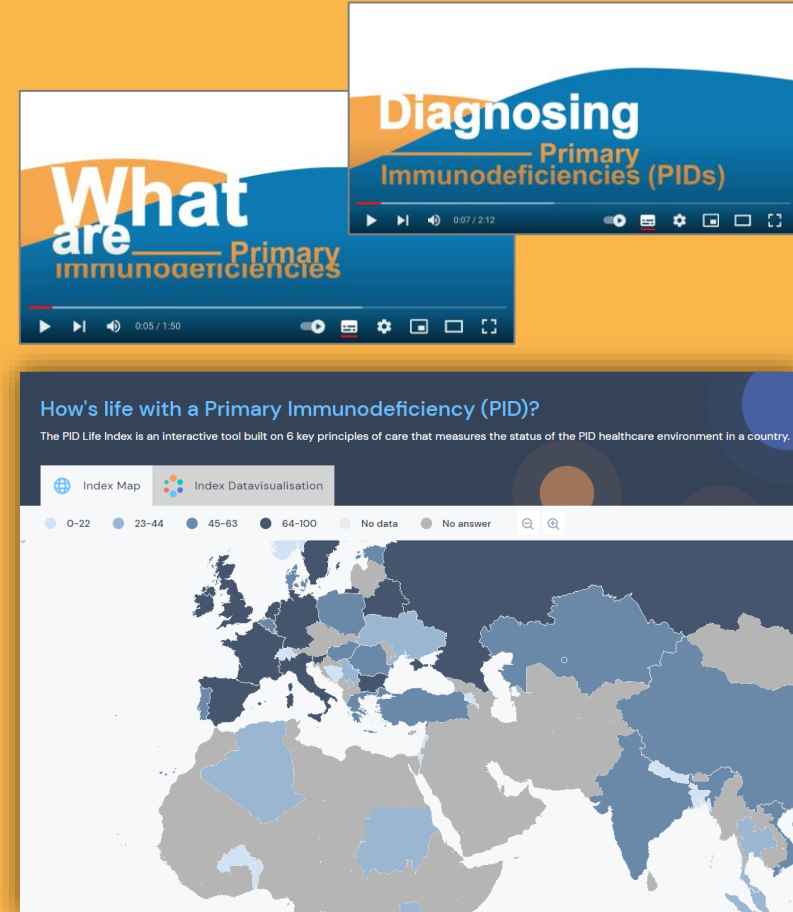 Diagnosing
Primary
Immunodeficiencies (PIDs)
0:07 / 2:12
What
are
Primary
immunodeficiencies
0:05 / 1:50
How's life with a Primary Immunodeficiency (PID)?
The PID Life Index is an interactive tool built on 6 key principles of care that measures the status of the PID healthcare environment in a country.
Index Map Index Datavisualisation
0-22 23-44 45-63 64-100 No data No answer